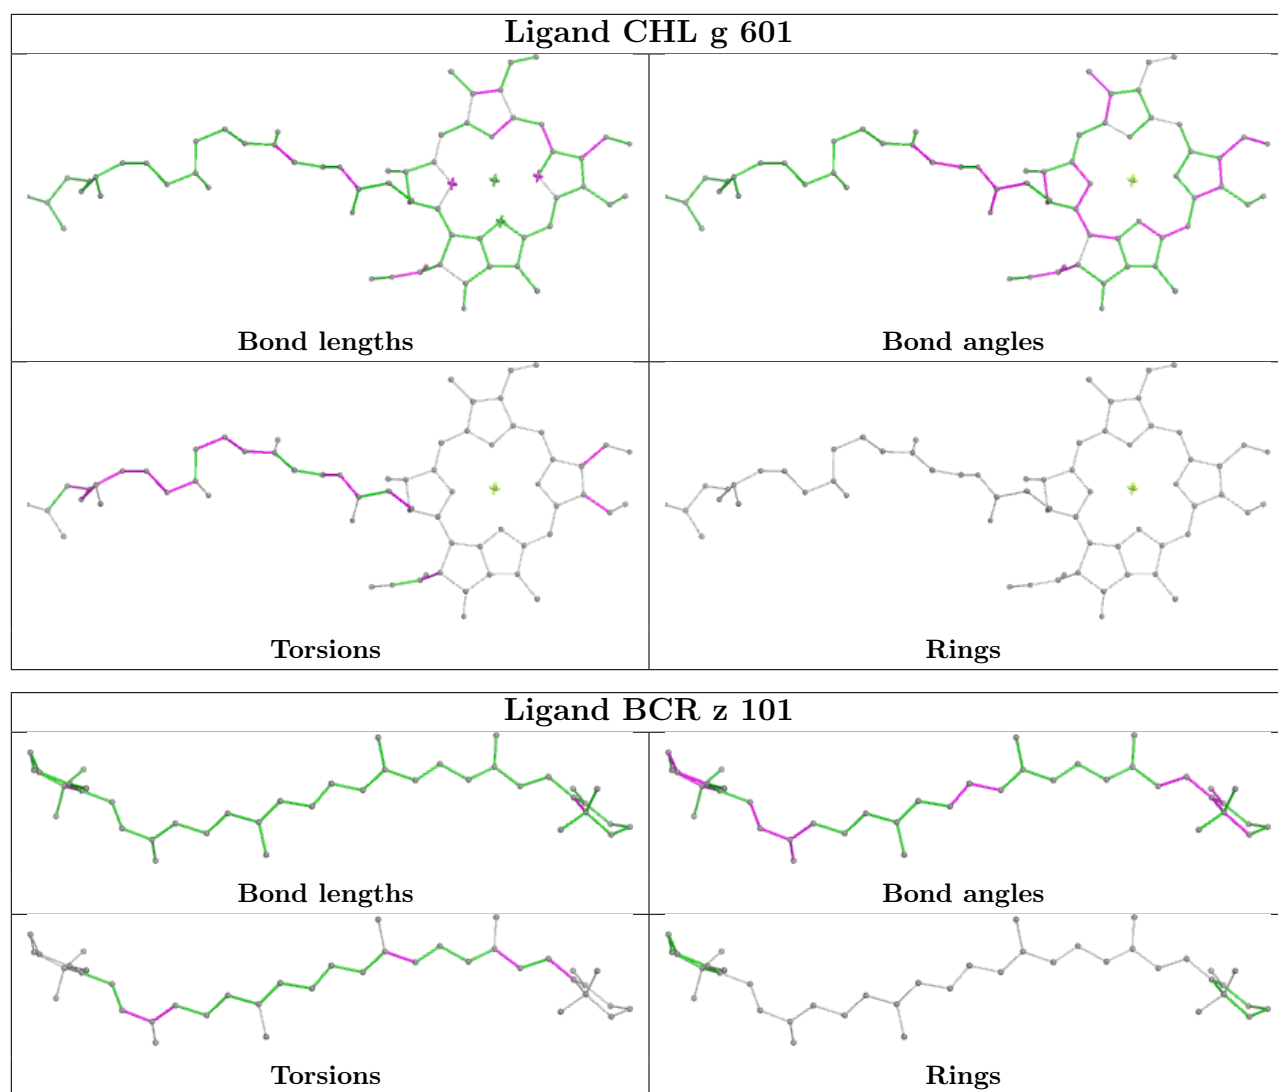 Ligand CHL g 601
Bond lengths
Bond angles
Torsions
Rings
Ligand BCR z 101
Bond lengths
Bond angles
Torsions
Rings